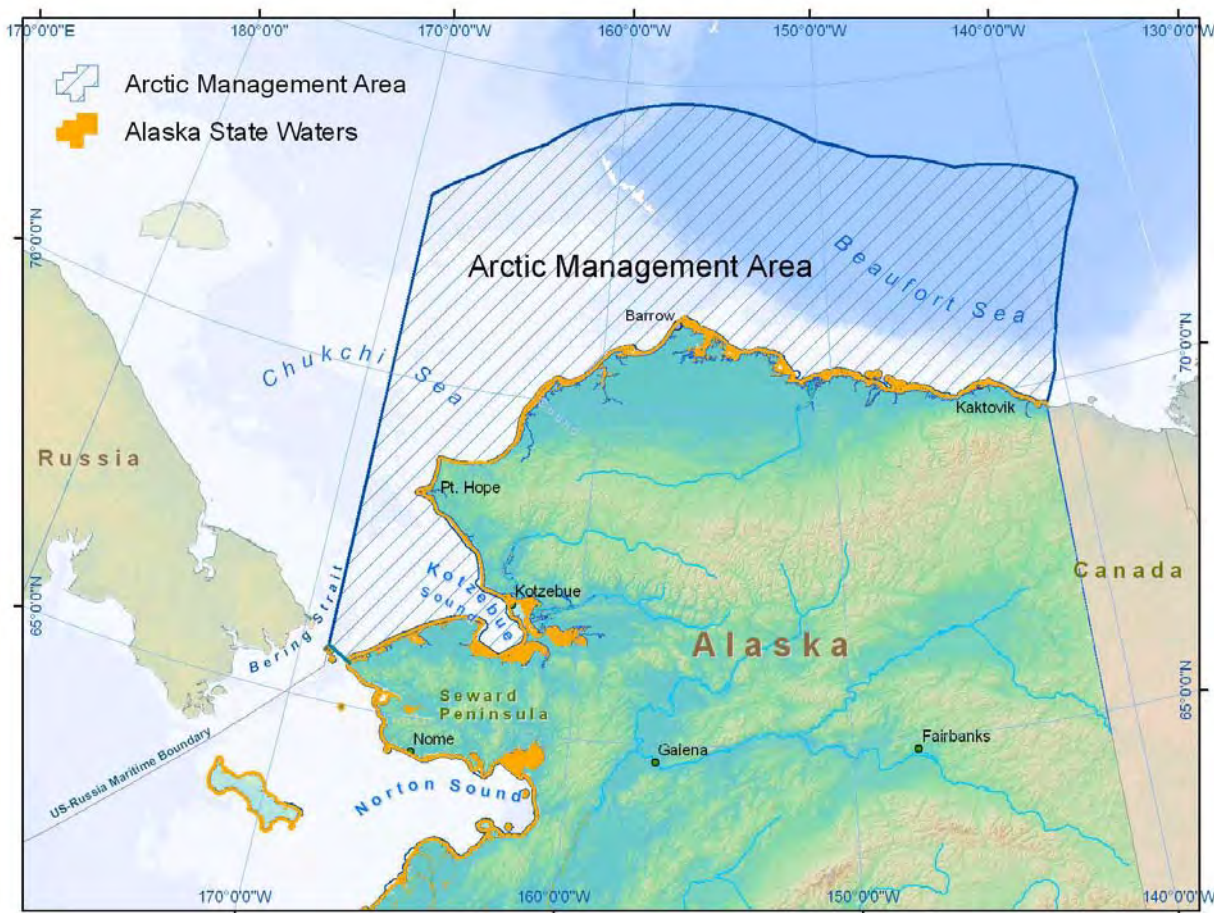 170°0'0"E
180°0'0"
170°0'0"W
160°0'0"W
150°0'0"W
140°0'0"W
130°0'0"W
Arctic Management Area
Alaska State Waters
70°0'0"N
Arctic Management Area
Beaufort Sea
Barrow
Chukchi Sea
70°0'0"N
Kaktovik
Russia
Pt. Hope
Canada
Kotzebue
Sound
Kotzebue
65°0'0"N
Bering Strait
Alaska
65°0'0"N
Seward
Peninsula
Nome
Fairbanks
Galena
US-Russia Maritime Boundary
Norton Sound
170°0'0"W
160°0'0"W
150°0'0"W
140°0'0"W